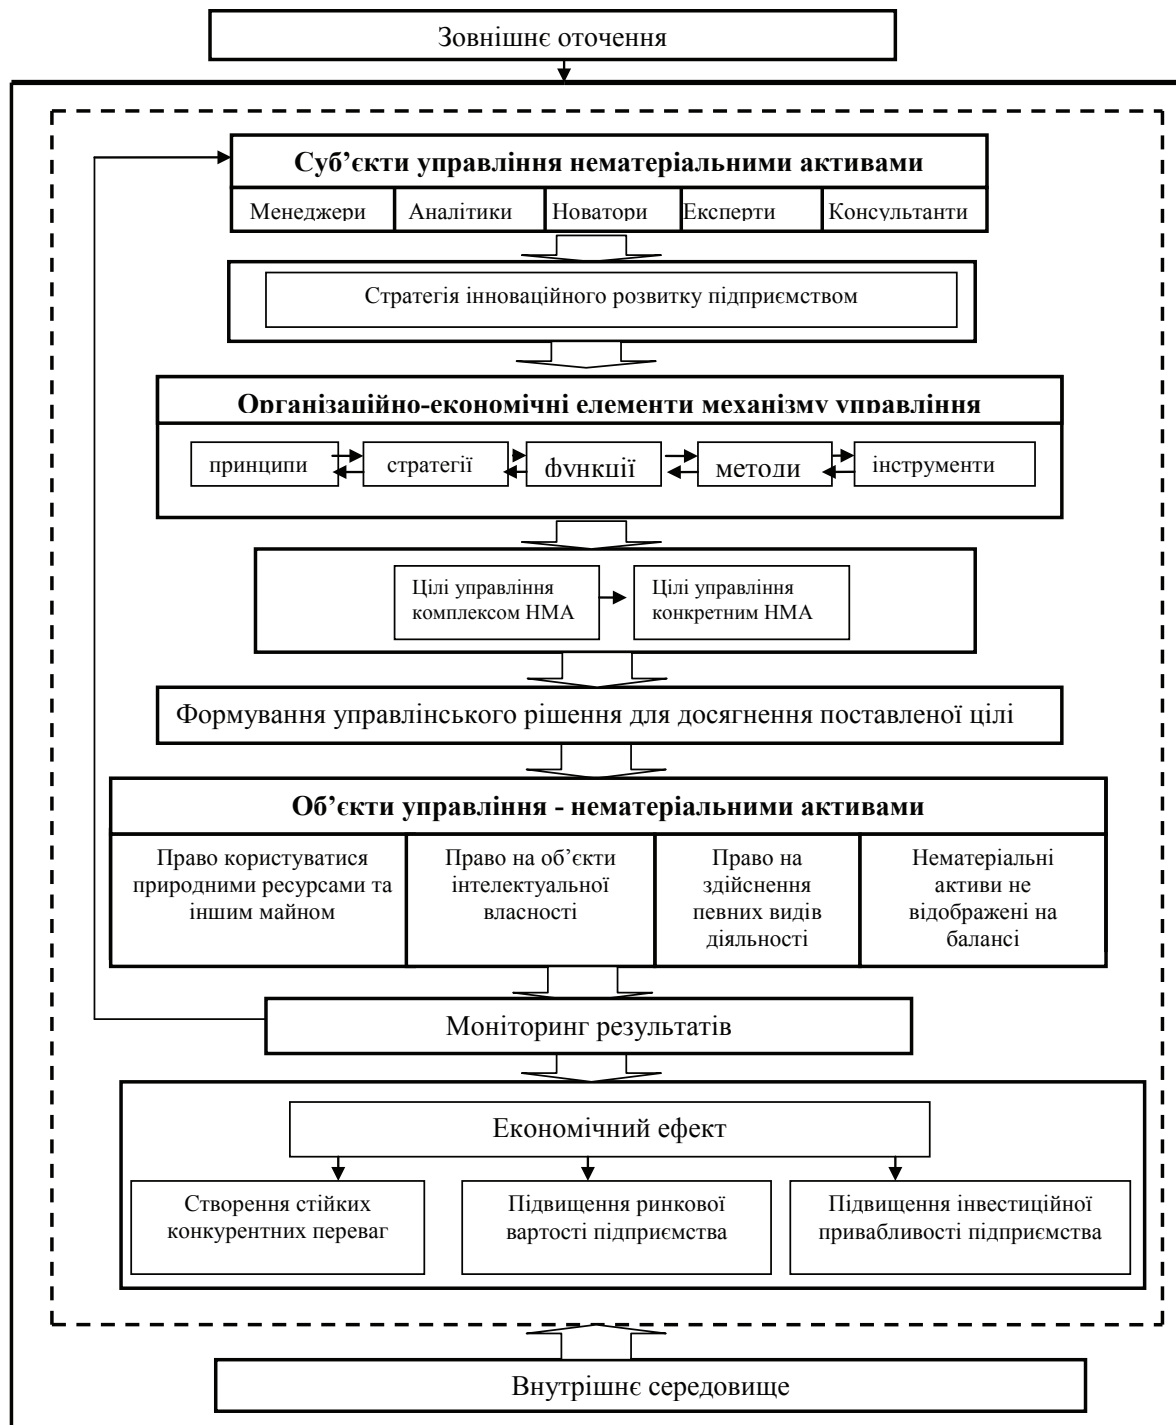 Зовнішнє оточення
Суб’єкти управління нематеріальними активами
Менеджери Аналітики Новатори Експерти Консультанти
Стратегія інноваційного розвитку підприємством
Організаційно-економічні елементи механізму управління
принципи стратегії функції методи інструменти
Цілі управління
комплексом НМА
Цілі управління
конкретним НМА
Формування управлінського рішення для досягнення поставленої цілі
Об’єкти управління - нематеріальними активами
Право користуватися
природними ресурсами та
іншим майном
Право на об’єкти
інтелектуальної
власності
Право на
здійснення
певних видів
діяльності
Нематеріальні
активи не
відображені на
балансі
Моніторинг результатів
Економічний ефект
Створення стійких
конкурентних переваг
Підвищення ринкової
вартості підприємства
Підвищення інвестиційної
привабливості підприємства
Внутрішнє середовище